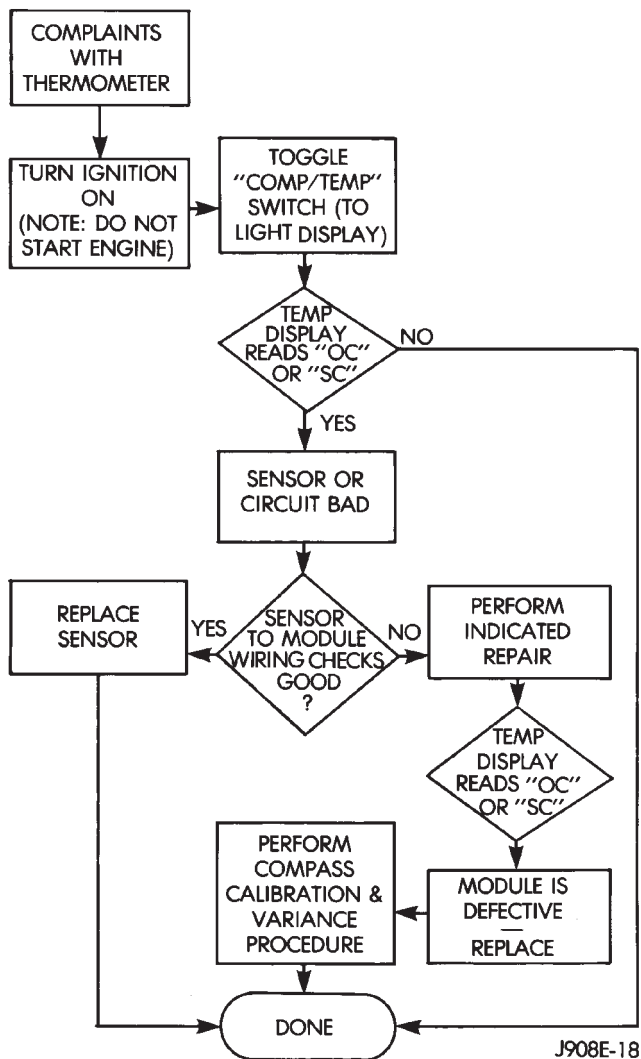 COMPLAINTS
WITH
THERMOMETER
TURN IGNITION
ON
(NOTE: DO NOT
START ENGINE)
TOGGLE
"COMP/TEMP"
SWITCH (TO
LIGHT DISPLAY)
TEMP
DISPLAY
READS "OC"
OR "SC"
NO
YES
SENSOR OR
CIRCUIT BAD
SENSOR
TO MODULE
WIRING CHECKS
GOOD
?
YES
REPLACE
SENSOR
NO
PERFORM
INDICATED
REPAIR
TEMP
DISPLAY
READS "OC"
OR "SC"
MODULE IS
DEFECTIVE
—
REPLACE
PERFORM
COMPASS
CALIBRATION &
VARIANCE
PROCEDURE
DONE
J908E-18